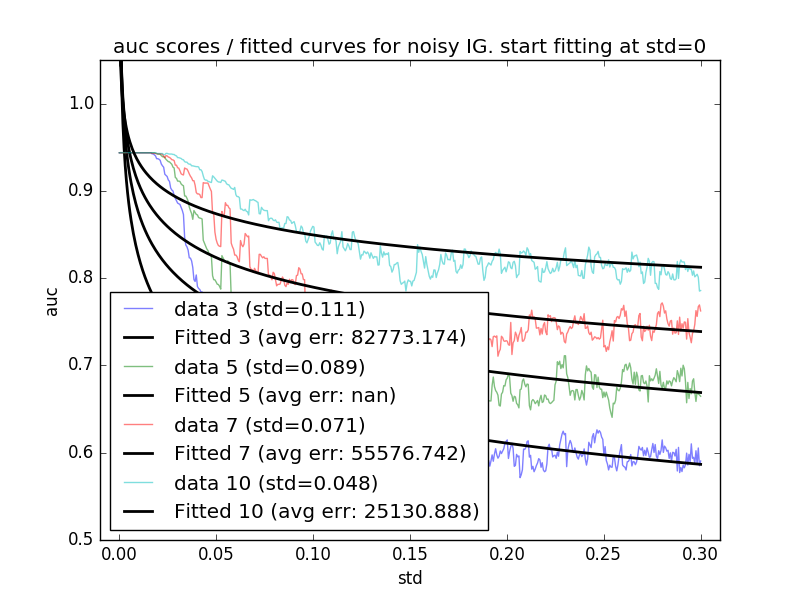 auc scores / fitted curves for noisy IG. start fitting at std=0
1.0
0.9
0.8
0.7
0.6
0.5
auc
data 3 (std=0.111)
Fitted 3 (avg err: 82773.174)
data 5 (std=0.089)
Fitted 5 (avg err: nan)
data 7 (std=0.071)
Fitted 7 (avg err: 55576.742)
data 10 (std=0.048)
Fitted 10 (avg err: 25130.888)
0.00 0.05 0.10 0.15 0.20 0.25 0.30
std